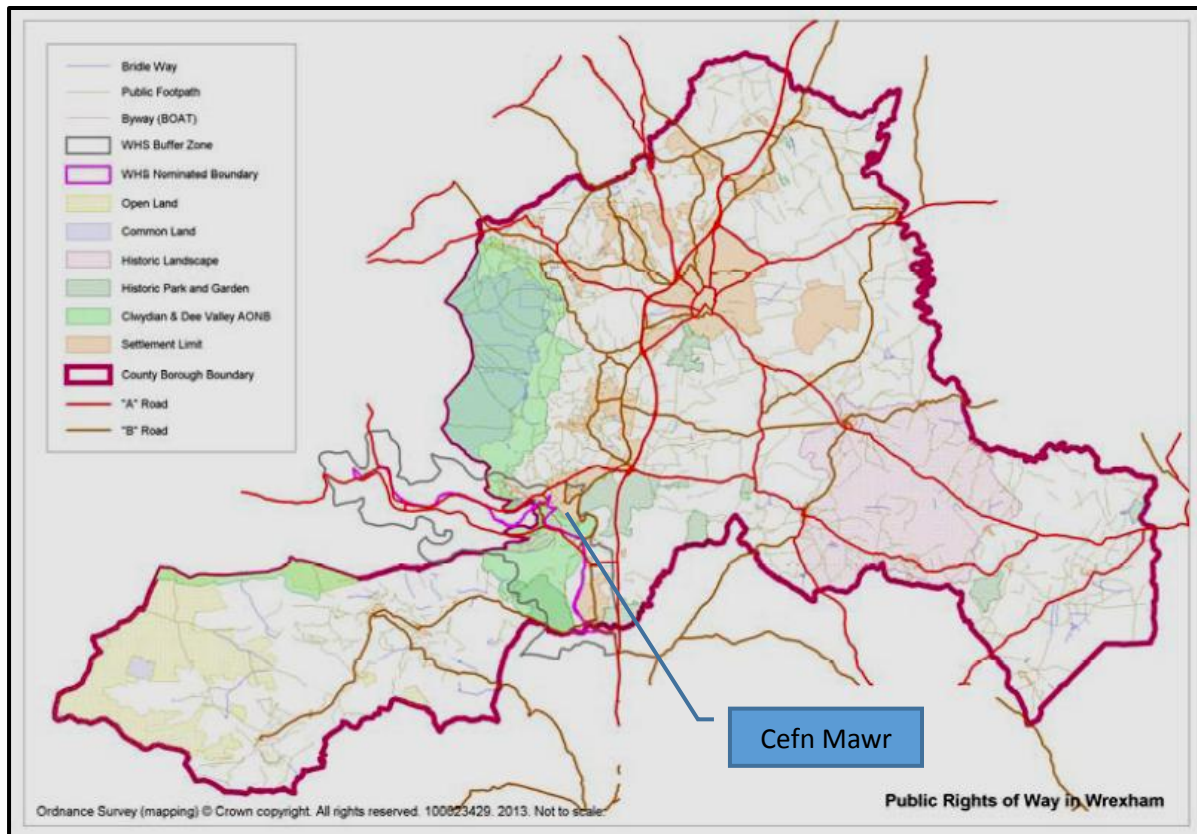 Bridle Way
Public Footpath
Byway (BOAT)
WHS Buffer Zone
WHS Nominated Boundary
Open Land
Common Land
Historic Landscape
Historic Park and Garden
Clwydian & Dee Valley AONB
Settlement Limit
County Borough Boundary
"A" Road
"B" Road
Cefn Mawr
Ordnance Survey (mapping) © Crown copyright. All rights reserved. 100023429. 2013. Not to scale.
Public Rights of Way in Wrexham